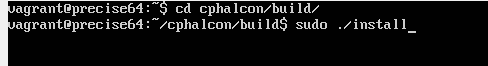 vagrant@precise64:~$ cd cphalcon/build/
vagrant@precise64:~/cphalcon/build$ sudo ./install_